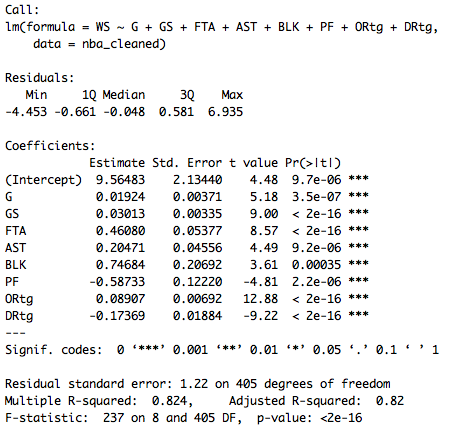 Call:
lm(formula = WS ~ G + GS + FTA + AST + BLK + PF + ORtg + DRtg,
    data = nba_cleaned)

Residuals:
   Min     1Q Median     3Q    Max
-4.453 -0.661 -0.048  0.581  6.935

Coefficients:
            Estimate Std. Error t value Pr(>|t|)
(Intercept)  9.56483    2.13440    4.48  9.7e-06 ***
G            0.01924    0.00371    5.18  3.5e-07 ***
GS           0.03013    0.00335    9.00  < 2e-16 ***
FTA          0.46080    0.05377    8.57  < 2e-16 ***
AST          0.20471    0.04556    4.49  9.2e-06 ***
BLK          0.74684    0.20692    3.61  0.00035 ***
PF          -0.58733    0.12220   -4.81  2.2e-06 ***
ORtg         0.08907    0.00692   12.88  < 2e-16 ***
DRtg        -0.17369    0.01884   -9.22  < 2e-16 ***
---
Signif. codes:  0 ‘***’ 0.001 ‘**’ 0.01 ‘*’ 0.05 ‘.’ 0.1 ‘ ’ 1

Residual standard error: 1.22 on 405 degrees of freedom
Multiple R-squared:  0.824,	Adjusted R-squared:  0.82
F-statistic:  237 on 8 and 405 DF,  p-value: <2e-16